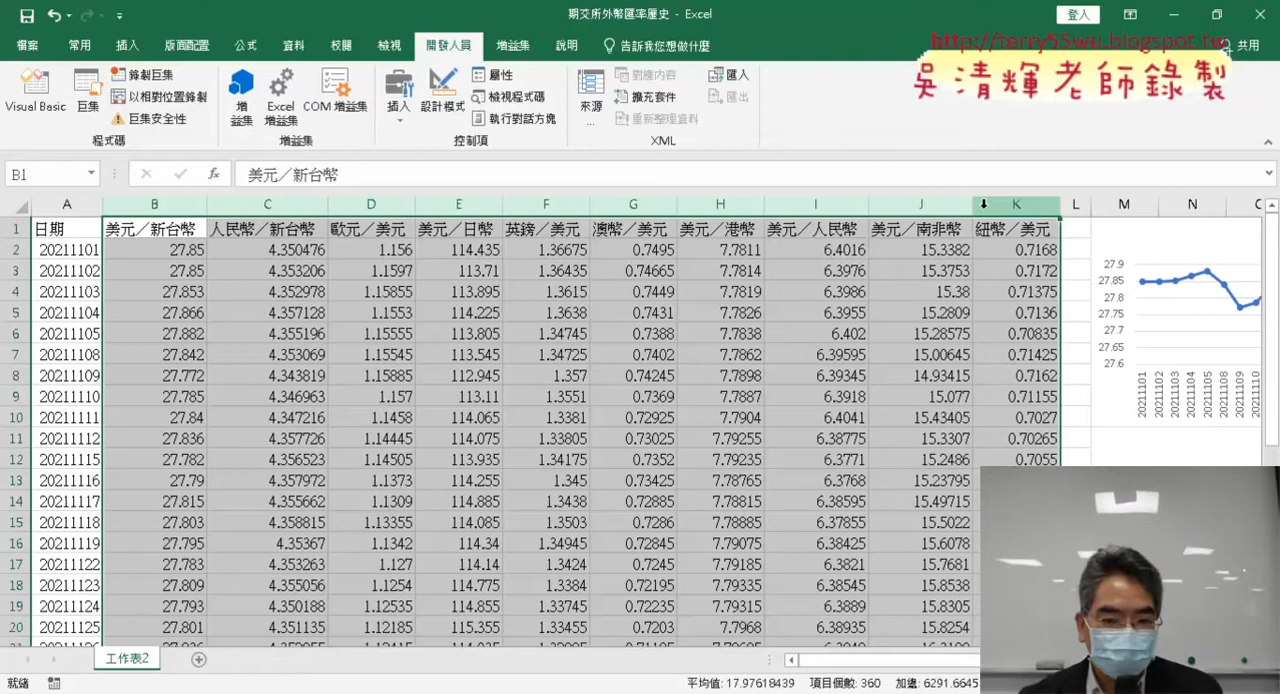 期交所外幣匯率歷史 - Excel
登入
檔案 常用 插入 版面配置 公式 資料 校閱 檢視 開發人員 增益集 說明 告訴我您想做什麼 共用
http://terry55wu.blogspot.tw
吳清輝老師錄製
Visual Basic 巨集 錄製巨集 以相對位置錄製 巨集安全性 程式碼
增益集 Excel 增益集 COM 增益集 增益集
插入 設計模式 屬性 檢視程式碼 執行對話方塊 控制項
來源 ... 對應內容 擴充套件 重新整理資料 匯入 匯出 XML
B1 fx 美元／新台幣
A B C D E F G H I J K L M N
1 日期 美元／新台幣 人民幣／新台幣 歐元／美元 美元／日幣 英鎊／美元 澳幣／美元 美元／港幣 美元／人民幣 美元／南非幣 紐幣／美元
2 20211101 27.85 4.350476 1.156 114.435 1.36675 0.7495 7.7811 6.4016 15.3382 0.7168
3 20211102 27.85 4.353206 1.1597 113.71 1.36435 0.74665 7.7814 6.3976 15.3753 0.7172
4 20211103 27.853 4.352978 1.15855 113.895 1.3615 0.7449 7.7819 6.3986 15.38 0.71375
5 20211104 27.866 4.357128 1.1553 114.225 1.3638 0.7431 7.7826 6.3955 15.2809 0.7136
6 20211105 27.882 4.355196 1.15555 113.805 1.34745 0.7388 7.7838 6.402 15.28575 0.70835
7 20211108 27.842 4.353069 1.15545 113.545 1.34725 0.7402 7.7862 6.39595 15.00645 0.71425
8 20211109 27.772 4.343819 1.15885 112.945 1.357 0.74245 7.7898 6.39345 14.93415 0.7162
9 20211110 27.785 4.346963 1.157 113.11 1.3551 0.7369 7.7887 6.3918 15.077 0.71155
10 20211111 27.84 4.347216 1.1458 114.065 1.3381 0.72925 7.7904 6.4041 15.43405 0.7027
11 20211112 27.836 4.357726 1.14445 114.075 1.33805 0.73025 7.79255 6.38775 15.3307 0.70265
12 20211115 27.782 4.356523 1.14505 113.935 1.34175 0.7352 7.79235 6.3771 15.2486 0.7055
13 20211116 27.79 4.357972 1.1373 114.255 1.345 0.73425 7.78765 6.3768 15.23795
14 20211117 27.815 4.355662 1.1309 114.885 1.3438 0.72885 7.78815 6.38595 15.49715
15 20211118 27.803 4.358815 1.13355 114.085 1.3503 0.7286 7.78885 6.37855 15.5022
16 20211119 27.795 4.35367 1.1342 114.34 1.34945 0.72845 7.79075 6.38425 15.6078
17 20211122 27.783 4.353263 1.127 114.14 1.3424 0.7245 7.79185 6.3821 15.7681
18 20211123 27.809 4.355056 1.1254 114.775 1.3384 0.72195 7.79335 6.38545 15.8538
19 20211124 27.793 4.350188 1.12535 114.855 1.33745 0.72235 7.79315 6.3889 15.8305
20 20211125 27.801 4.351135 1.12185 115.355 1.33455 0.7203 7.7968 6.38935 15.8254
27.9
27.85
27.8
27.75
27.7
27.65
27.6
20211101 20211102 20211103 20211104 20211105 20211108 20211109 20211110
工作表2
就緒 平均值: 17.97618439 項目個數: 360 加總: 6291.6645